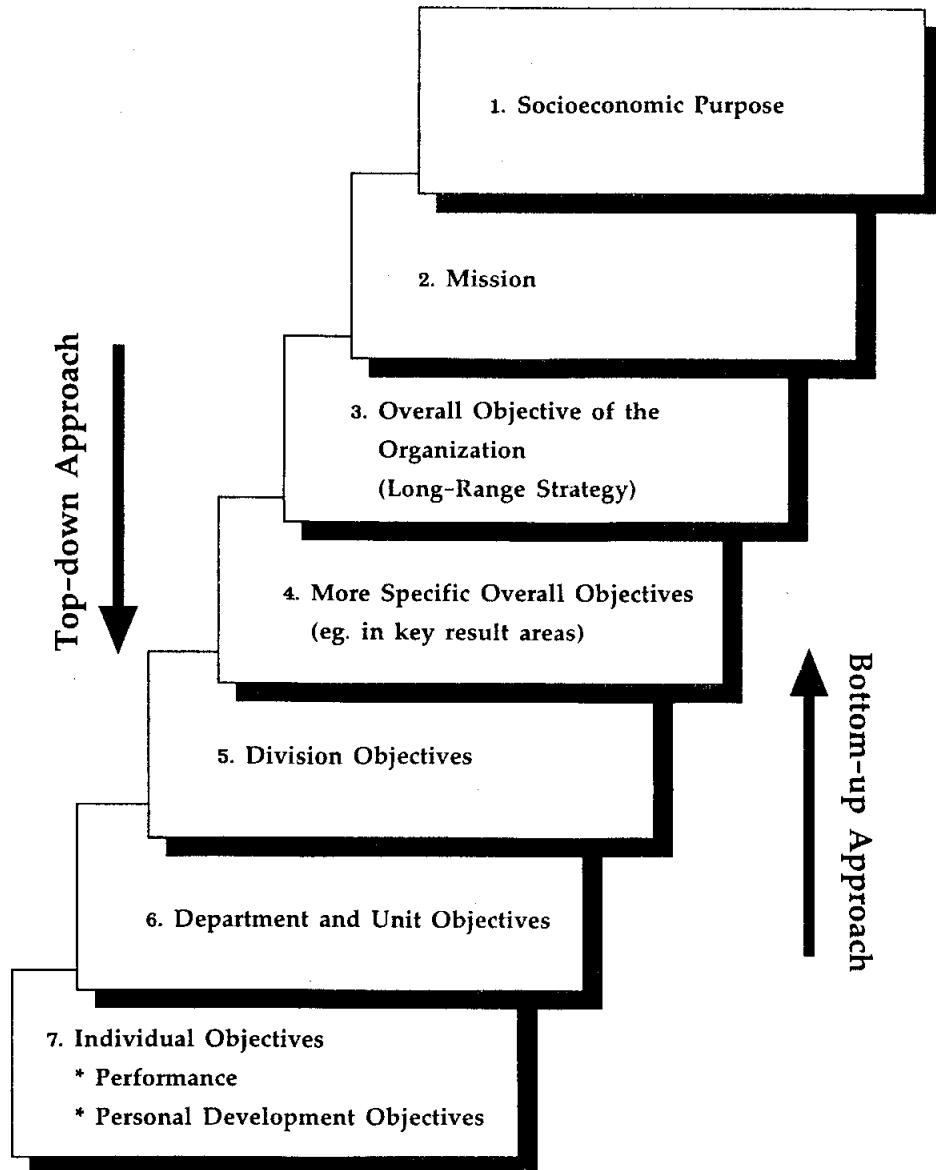 1. Socioeconomic Purpose
2. Mission
3. Overall Objective of the
Organization
(Long-Range Strategy)
4. More Specific Overall Objectives
(eg. in key result areas)
5. Division Objectives
6. Department and Unit Objectives
7. Individual Objectives
* Performance
* Personal Development Objectives
Top-down Approach
Bottom-up Approach